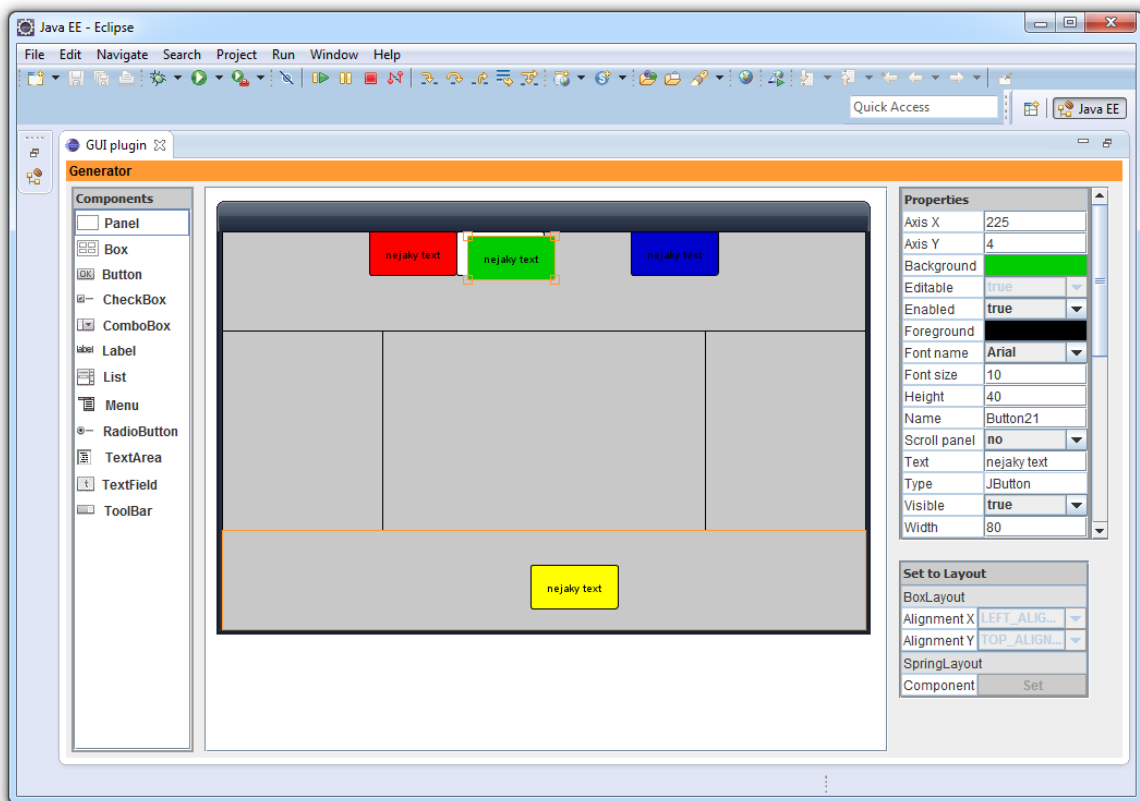 Java EE - Eclipse
File Edit Navigate Search Project Run Window Help
Quick Access
Java EE
GUI plugin
Generator
Components
Panel
Box
OK Button
CheckBox
ComboBox
label Label
List
Menu
RadioButton
TextArea
t TextField
ToolBar
nejaky text
nejaky text
nejaky text
nejaky text
Properties
Axis X 225
Axis Y 4
Background
Editable true
Enabled true
Foreground
Font name Arial
Font size 10
Height 40
Name Button21
Scroll panel no
Text nejaky text
Type JButton
Visible true
Width 80
Set to Layout
BoxLayout
Alignment X LEFT_ALIG...
Alignment Y TOP_ALIGN...
SpringLayout
Component Set